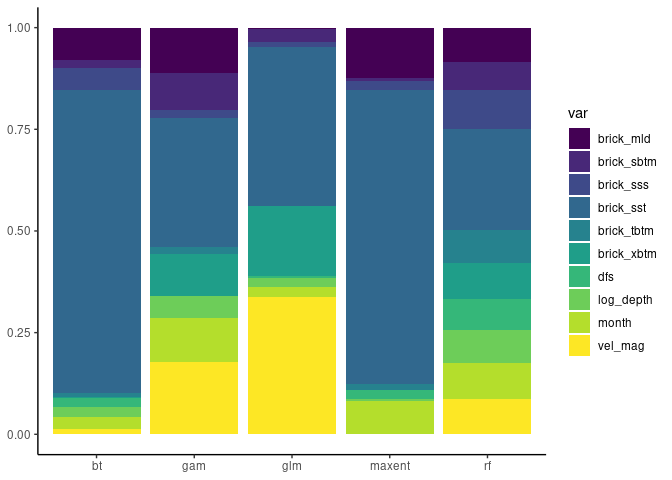 1.00
0.75
0.50
0.25
0.00
bt gam glm maxent rf
var
brick_mld
brick_sbtm
brick_sss
brick_sst
brick_tbtm
brick_xbtm
dfs
log_depth
month
vel_mag